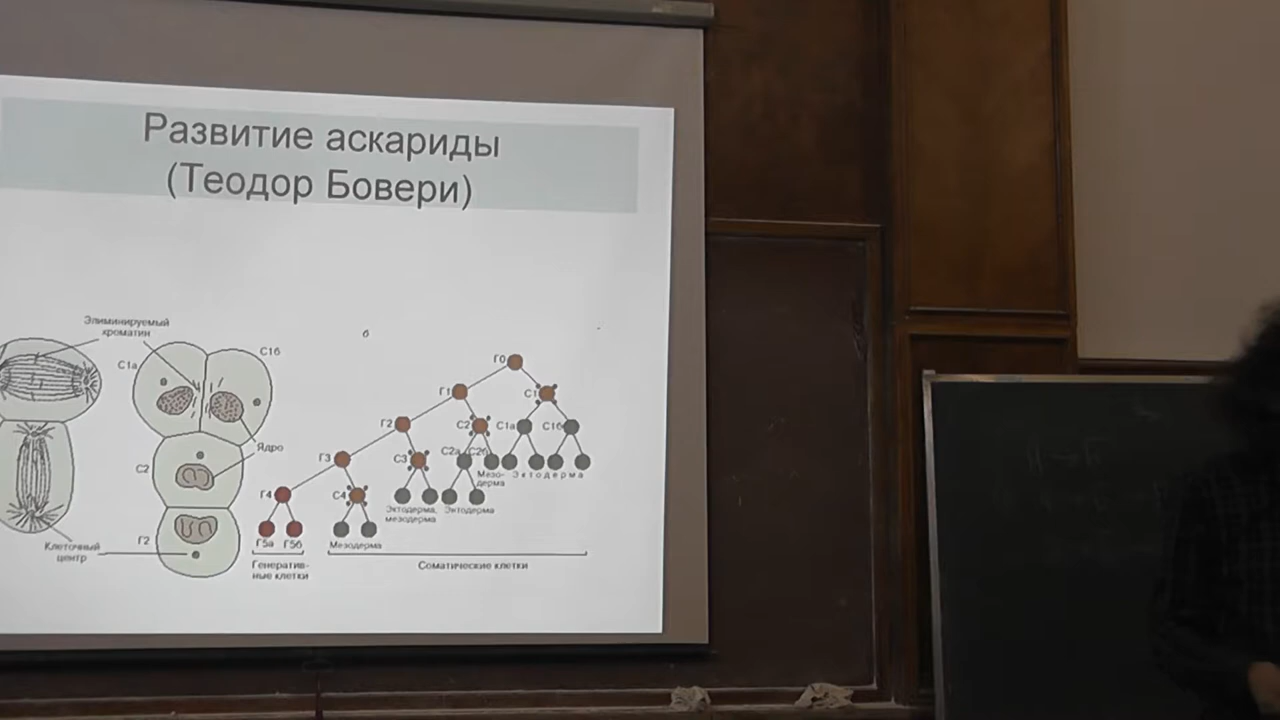 Развитие аскариды
(Теодор Бовери)
Элиминируемый
хроматин
С1а
С1б
Ядро
С2
Г2
Клеточный
центр
б
Г0
Г1
С1
Г2
С2
С1а
С1б
Г3
С3
С2а
С2б
Мезо-
дерма
Эктодерма
Г4
С4
Эктодерма,
мезодерма
Энтодерма
Г5а
Г5б
Мезодерма
Генератив-
ные клетки
Соматические клетки